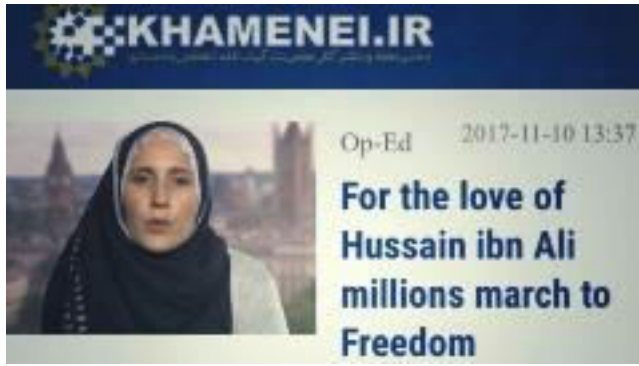 KHAMENEI.IR
Op-Ed 2017-11-10 13:37
For the love of
Hussain ibn Ali
millions march to
Freedom